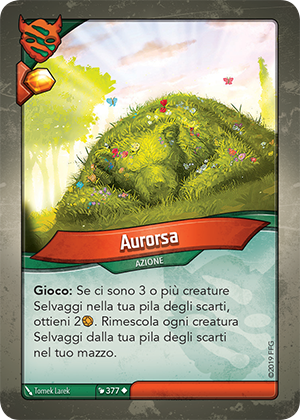 Aurorsa
AZIONE
Gioco: Se ci sono 3 o più creature
Selvaggi nella tua pila degli scarti,
ottieni 2. Rimescola ogni creatura
Selvaggi dalla tua pila degli scarti
nel tuo mazzo.
©2019 FFG
Tomek Larek
377